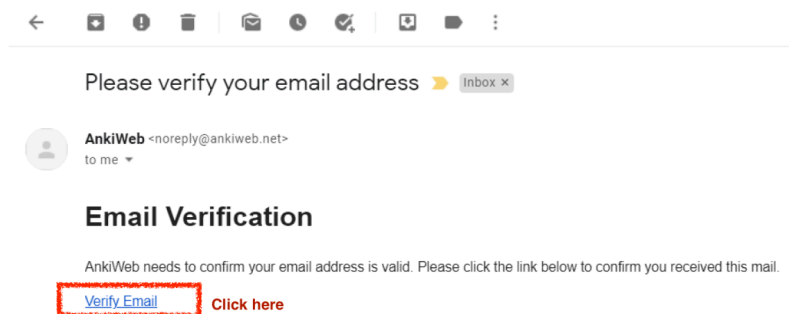 Please verify your email address Inbox ×
AnkiWeb <noreply@ankiweb.net>
to me
Email Verification
AnkiWeb needs to confirm your email address is valid. Please click the link below to confirm you received this mail.
Verify Email Click here